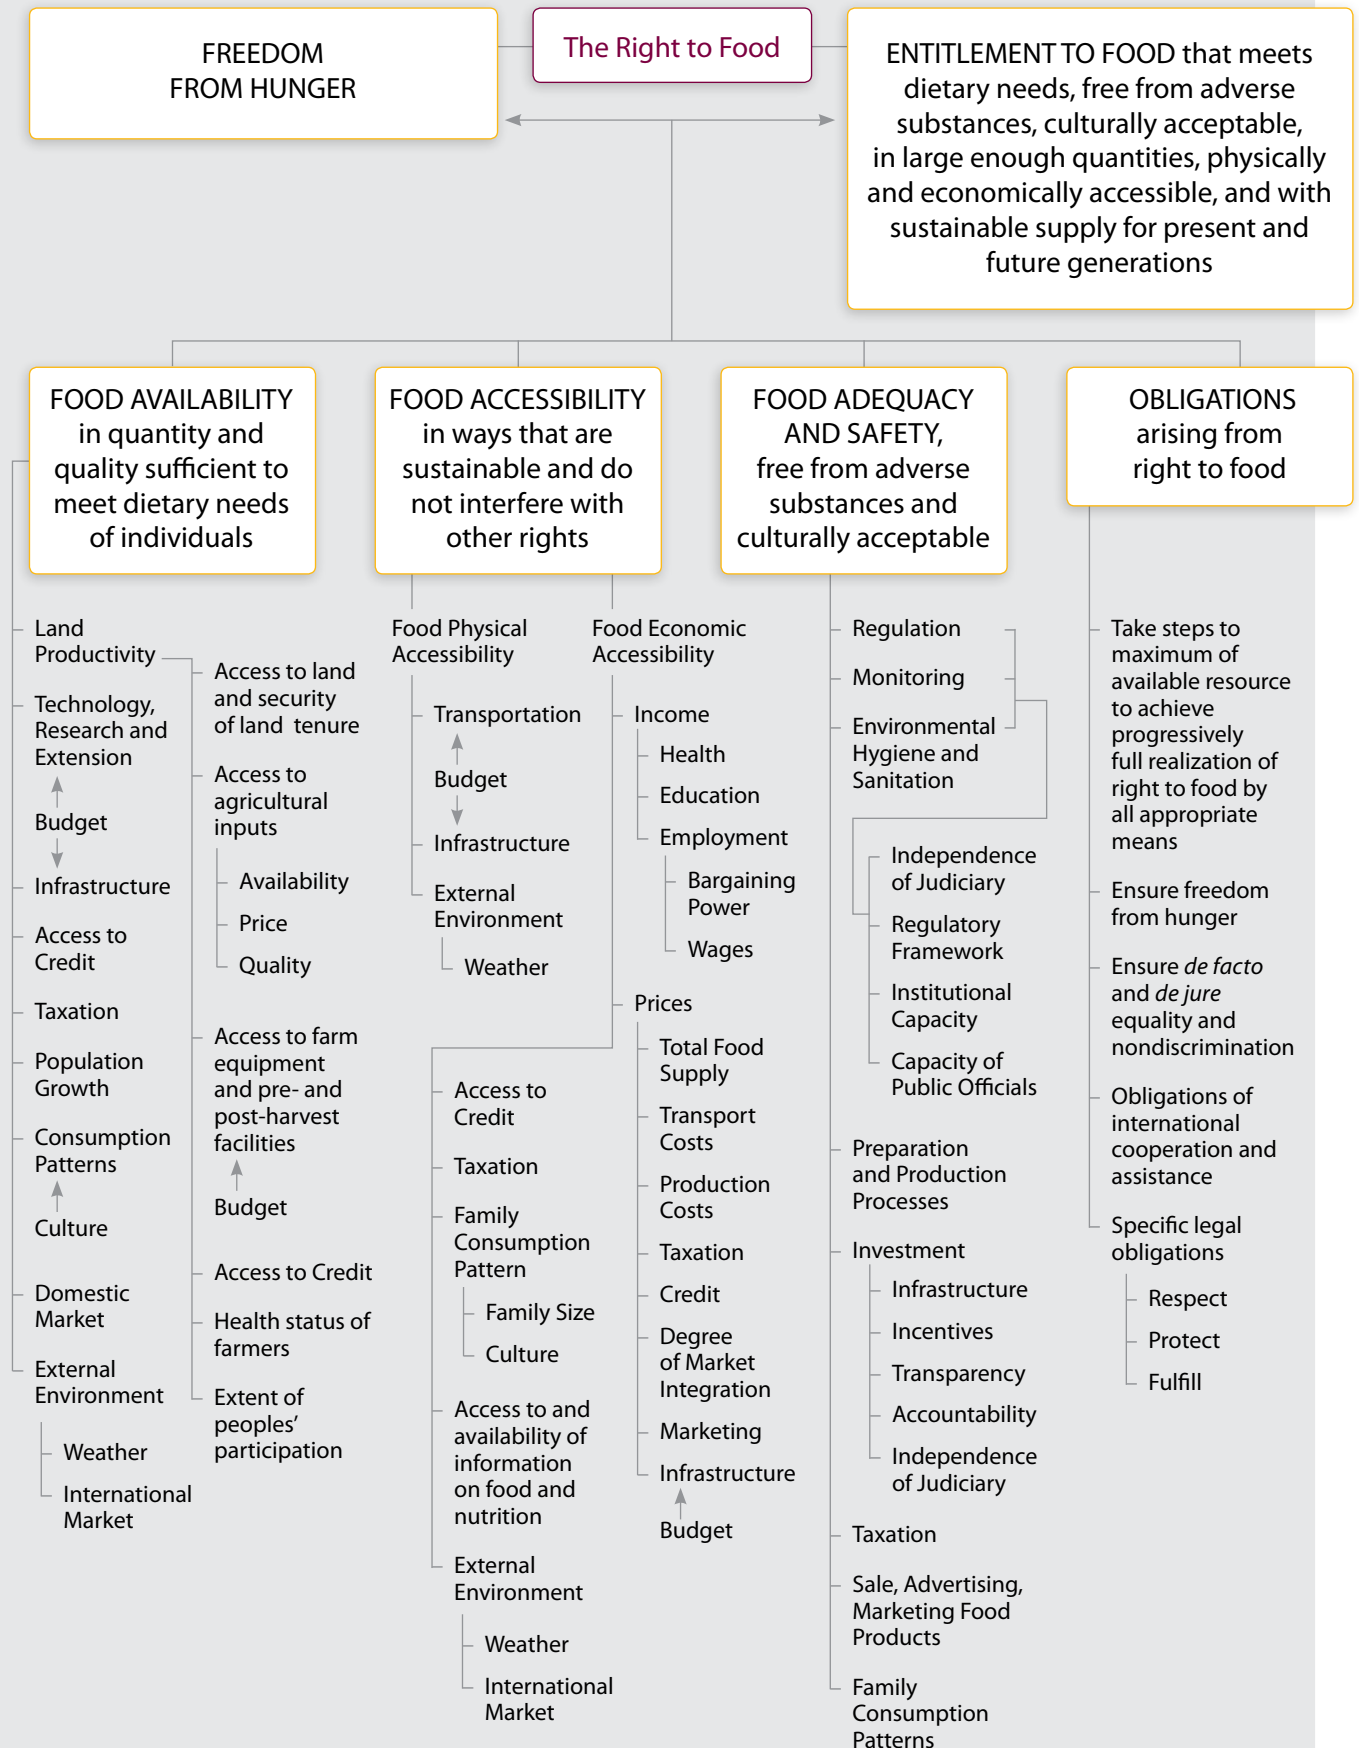 FREEDOM
FROM HUNGER
The Right to Food
ENTITLEMENT TO FOOD that meets
dietary needs, free from adverse
substances, culturally acceptable,
in large enough quantities, physically
and economically accessible, and with
sustainable supply for present and
future generations
FOOD AVAILABILITY
in quantity and
quality sufficient to
meet dietary needs
of individuals
Land
Productivity
Technology,
Research and
Extension
Budget
Infrastructure
Access to
Credit
Taxation
Population
Growth
Consumption
Patterns
Culture
Domestic
Market
External
Environment
Weather
International
Market
Access to land
and security
of land tenure
Access to
agricultural
inputs
Availability
Price
Quality
Access to farm
equipment
and pre- and
post-harvest
facilities
Budget
Access to Credit
Health status of
farmers
Extent of
peoples’
participation
FOOD ACCESSIBILITY
in ways that are
sustainable and do
not interfere with
other rights
Food Physical
Accessibility
Transportation
Budget
Infrastructure
External
Environment
Weather
Food Economic
Accessibility
Income
Health
Education
Employment
Bargaining
Power
Wages
Prices
Total Food
Supply
Transport
Costs
Production
Costs
Taxation
Credit
Degree
of Market
Integration
Marketing
Infrastructure
Budget
Access to
Credit
Taxation
Family
Consumption
Pattern
Family Size
Culture
Access to and
availability of
information
on food and
nutrition
External
Environment
Weather
International
Market
FOOD ADEQUACY
AND SAFETY,
free from adverse
substances and
culturally acceptable
Regulation
Monitoring
Environmental
Hygiene and
Sanitation
Independence
of Judiciary
Regulatory
Framework
Institutional
Capacity
Capacity of
Public Officials
Preparation
and Production
Processes
Investment
Infrastructure
Incentives
Transparency
Accountability
Independence
of Judiciary
Taxation
Sale, Advertising,
Marketing Food
Products
Family
Consumption
Patterns
OBLIGATIONS
arising from
right to food
Take steps to
maximum of
available resource
to achieve
progressively
full realization of
right to food by
all appropriate
means
Ensure freedom
from hunger
Ensure de facto
and de jure
equality and
nondiscrimination
Obligations of
international
cooperation and
assistance
Specific legal
obligations
Respect
Protect
Fulfill